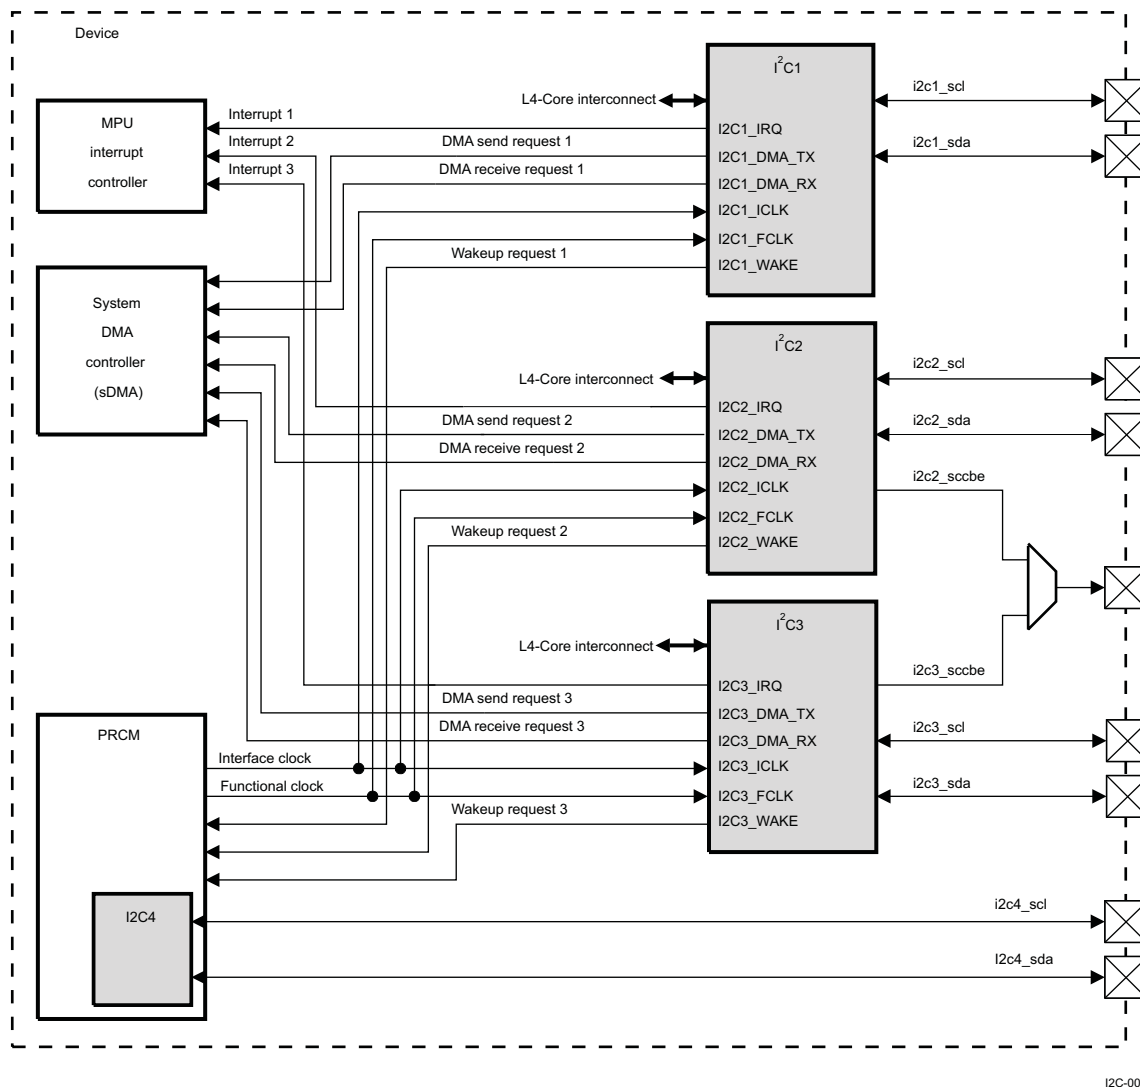 Device
MPU
interrupt
controller
Interrupt 1
Interrupt 2
Interrupt 3
System
DMA
controller
(sDMA)
PRCM
Interface clock
Functional clock
I2C4
L4-Core interconnect
DMA send request 1
DMA receive request 1
Wakeup request 1
I2C1
I2C1_IRQ
I2C1_DMA_TX
I2C1_DMA_RX
I2C1_ICLK
I2C1_FCLK
I2C1_WAKE
i2c1_scl
i2c1_sda
L4-Core interconnect
DMA send request 2
DMA receive request 2
Wakeup request 2
I2C2
I2C2_IRQ
I2C2_DMA_TX
I2C2_DMA_RX
I2C2_ICLK
I2C2_FCLK
I2C2_WAKE
i2c2_scl
i2c2_sda
i2c2_sccbe
L4-Core interconnect
DMA send request 3
DMA receive request 3
Wakeup request 3
I2C3
I2C3_IRQ
I2C3_DMA_TX
I2C3_DMA_RX
I2C3_ICLK
I2C3_FCLK
I2C3_WAKE
i2c3_sccbe
i2c3_scl
i2c3_sda
i2c4_scl
I2c4_sda
I2C-00